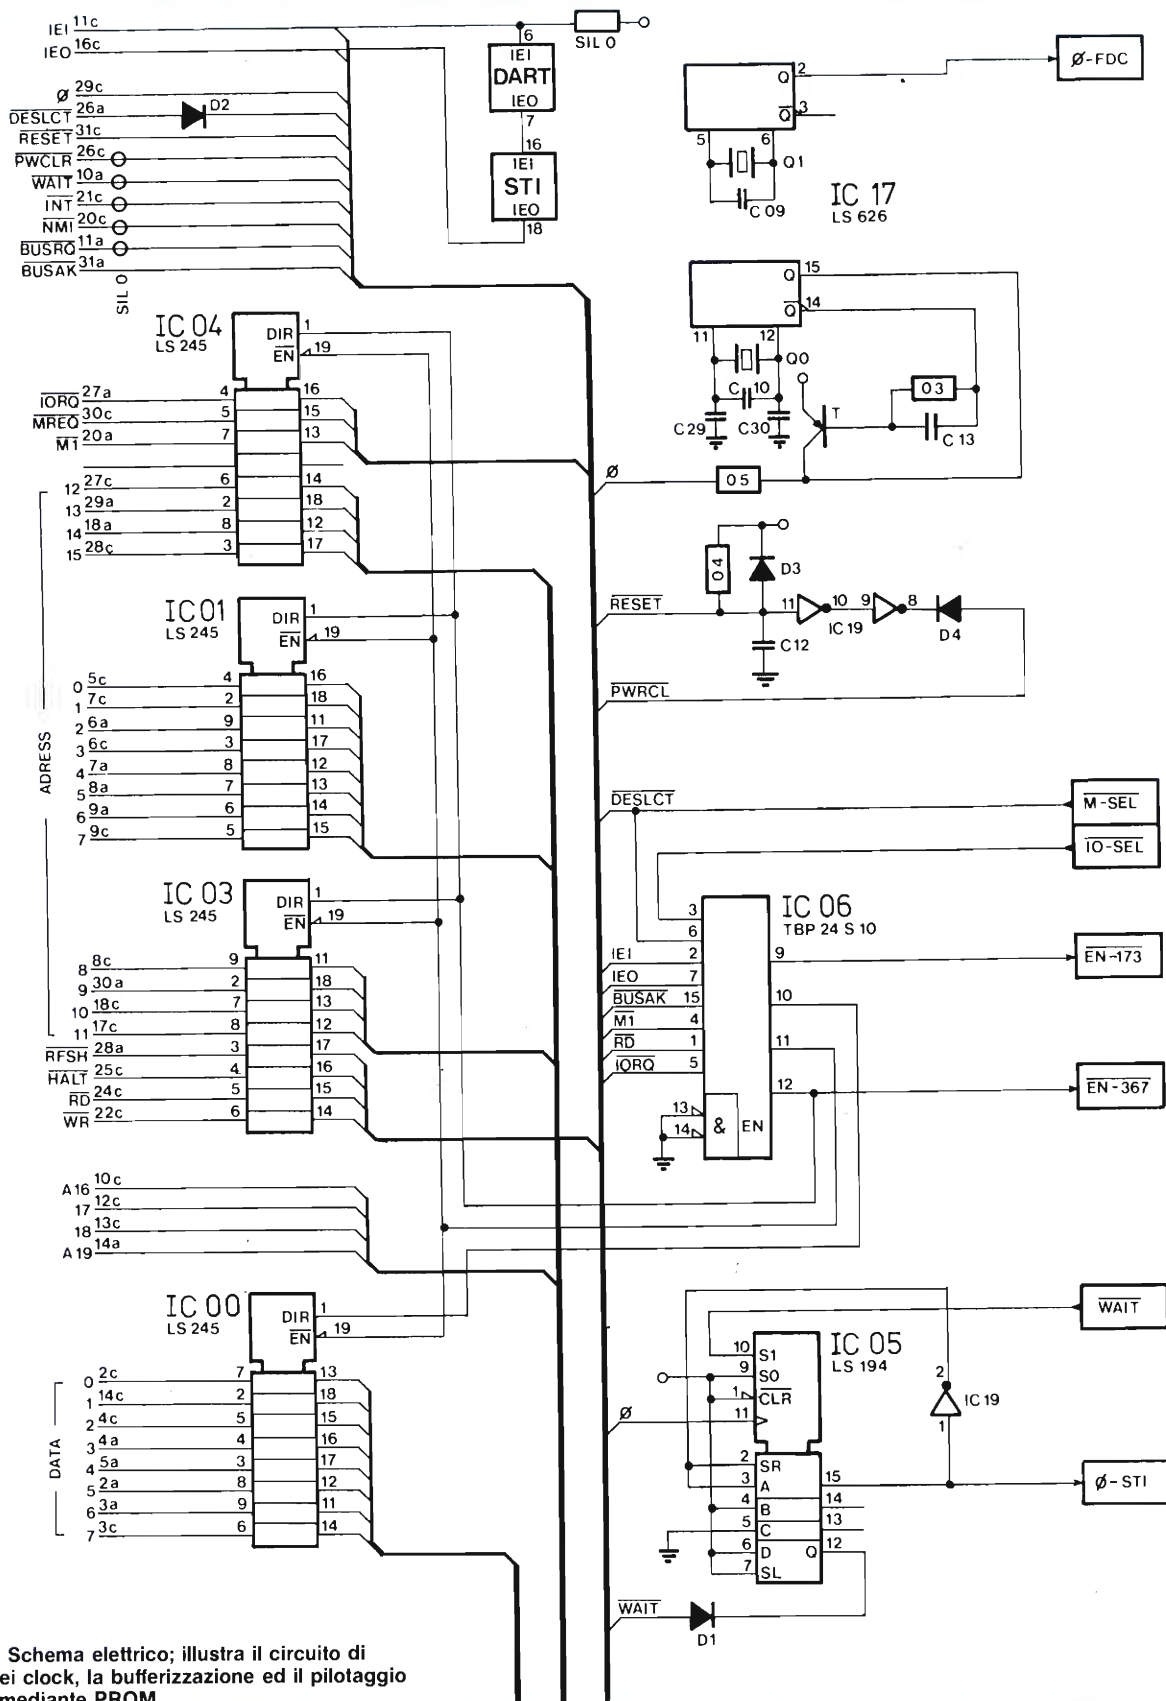 IEI 11c
IEO 16c
Ø 29c
DESLCT 26a D2
RESET 31c
PWCLR 26c
WAIT 10a
INT 21c
NMI 20c
BUSRQ 11a
BUSAK 31a
SIL 0
6
IEI
DART
IEO
7
16
IEI
STI
IEO
18
SIL 0
Q 2
Q 3
5 6
Q1
C 09
IC 17
LS 626
Ø-FDC
Q 15
Q 14
11 12
Q0
C 10
C29 C30
T
03
C 13
Ø 05
IC 04
LS 245
DIR 1
EN 19
IORQ 27a 4 16
MREQ 30c 5 15
M1 20a 7 13
12 27c 6 14
13 29a 2 18
14 18a 8 12
15 28c 3 17
04
D3
RESET 11 10 9 8
IC 19
D4
C12
PWRCL
IC 01
LS 245
DIR 1
EN 19
0 5c 4 16
1 7c 2 18
2 6a 9 11
3 6c 3 17
4 7a 8 12
5 8a 7 13
6 9a 6 14
7 9c 5 15
ADRESS
IC 03
LS 245
DIR 1
EN 19
8 8c 9 11
9 30a 2 18
10 18c 7 13
11 17c 8 12
RFSH 28a 3 17
HALT 25c 4 16
RD 24c 5 15
WR 22c 6 14
DESLCT
M-SEL
IO-SEL
IC 06
TBP 24 S 10
3
6
IEI 2
IEO 7
BUSAK 15
M1 4
RD 1
IORQ 5
13
14
& EN
9
10
11
12
EN-173
EN-367
A16 10c
17 12c
18 13c
A19 14a
IC 00
LS 245
DIR 1
EN 19
0 2c 7 13
1 14c 2 18
2 4c 5 15
3 4a 4 16
4 5a 3 17
5 2a 8 12
6 3a 9 11
7 3c 6 14
DATA
WAIT
IC 05
LS 194
10 S1
9 S0
1 CLR
Ø 11
2 SR
3 A 15
4 B 14
5 C 13
6 D Q 12
7 SL
2
IC 19
1
Ø-STI
WAIT
D1
Schema elettrico; illustra il circuito di
ei clock, la bufferizzazione ed il pilotaggio
mediante PROM